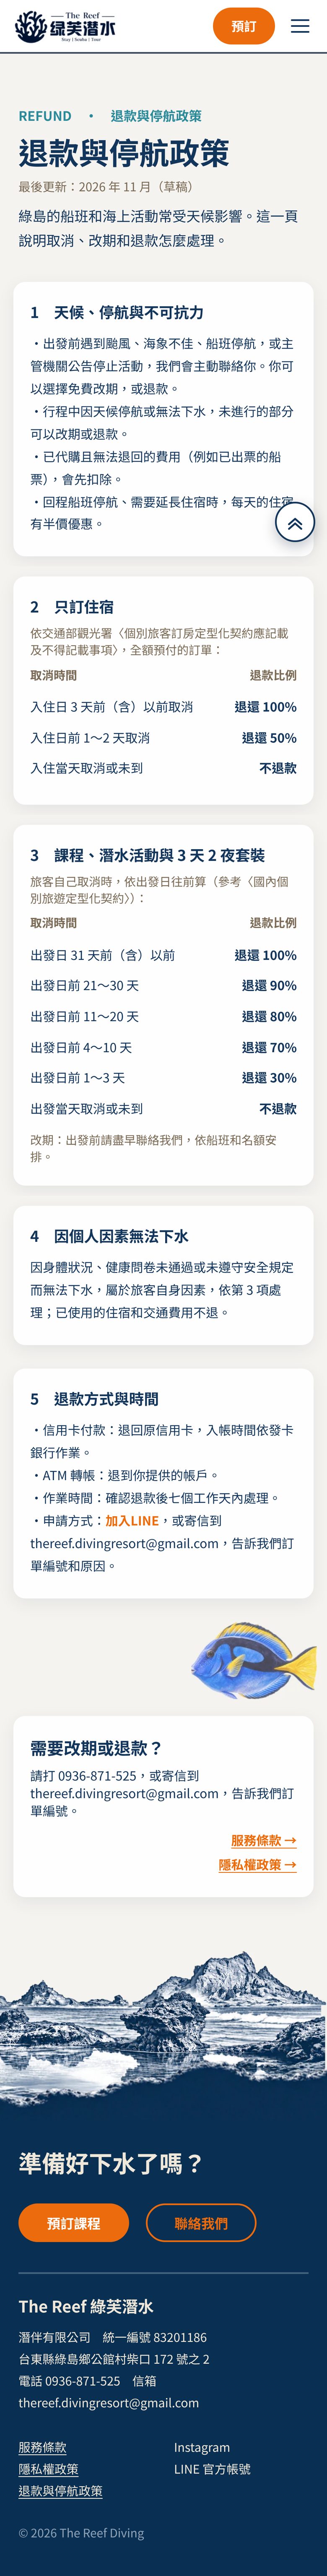 The Reef
綠芙潛水
Stay | Scuba | Tour
預訂
REFUND • 退款與停航政策
退款與停航政策
最後更新：2026 年 11 月（草稿）
綠島的船班和海上活動常受天候影響。這一頁
說明取消、改期和退款怎麼處理。
1 天候、停航與不可抗力
・出發前遇到颱風、海象不佳、船班停航，或主
管機關公告停止活動，我們會主動聯絡你。你可
以選擇免費改期，或退款。
・行程中因天候停航或無法下水，未進行的部分
可以改期或退款。
・已代購且無法退回的費用（例如已出票的船
票），會先扣除。
・回程船班停航、需要延長住宿時，每天的住宿
有半價優惠。
2 只訂住宿
依交通部觀光署〈個別旅客訂房定型化契約應記載
及不得記載事項〉，全額預付的訂單：
取消時間 退款比例
入住日 3 天前（含）以前取消 退還 100%
入住日前 1～2 天取消 退還 50%
入住當天取消或未到 不退款
3 課程、潛水活動與 3 天 2 夜套裝
旅客自己取消時，依出發日往前算（參考〈國內個
別旅遊定型化契約〉）：
取消時間 退款比例
出發日 31 天前（含）以前 退還 100%
出發日前 21～30 天 退還 90%
出發日前 11～20 天 退還 80%
出發日前 4～10 天 退還 70%
出發日前 1～3 天 退還 30%
出發當天取消或未到 不退款
改期：出發前請盡早聯絡我們，依船班和名額安
排。
4 因個人因素無法下水
因身體狀況、健康問卷未通過或未遵守安全規定
而無法下水，屬於旅客自身因素，依第 3 項處
理；已使用的住宿和交通費用不退。
5 退款方式與時間
・信用卡付款：退回原信用卡，入帳時間依發卡
銀行作業。
・ATM 轉帳：退到你提供的帳戶。
・作業時間：確認退款後七個工作天內處理。
・申請方式：加入LINE，或寄信到
thereef.divingresort@gmail.com，告訴我們訂
單編號和原因。
需要改期或退款？
請打 0936-871-525，或寄信到
thereef.divingresort@gmail.com，告訴我們訂
單編號。
服務條款 →
隱私權政策 →
準備好下水了嗎？
預訂課程 聯絡我們
The Reef 綠芙潛水
潛伴有限公司 統一編號 83201186
台東縣綠島鄉公館村柴口 172 號之 2
電話 0936-871-525 信箱
thereef.divingresort@gmail.com
服務條款 Instagram
隱私權政策 LINE 官方帳號
退款與停航政策
© 2026 The Reef Diving